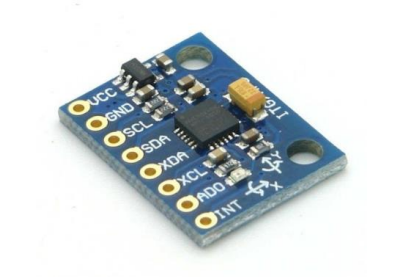 VCC
GND
SCL
SDA
XDA
XCL
ADO
INT
ITG
Y
X